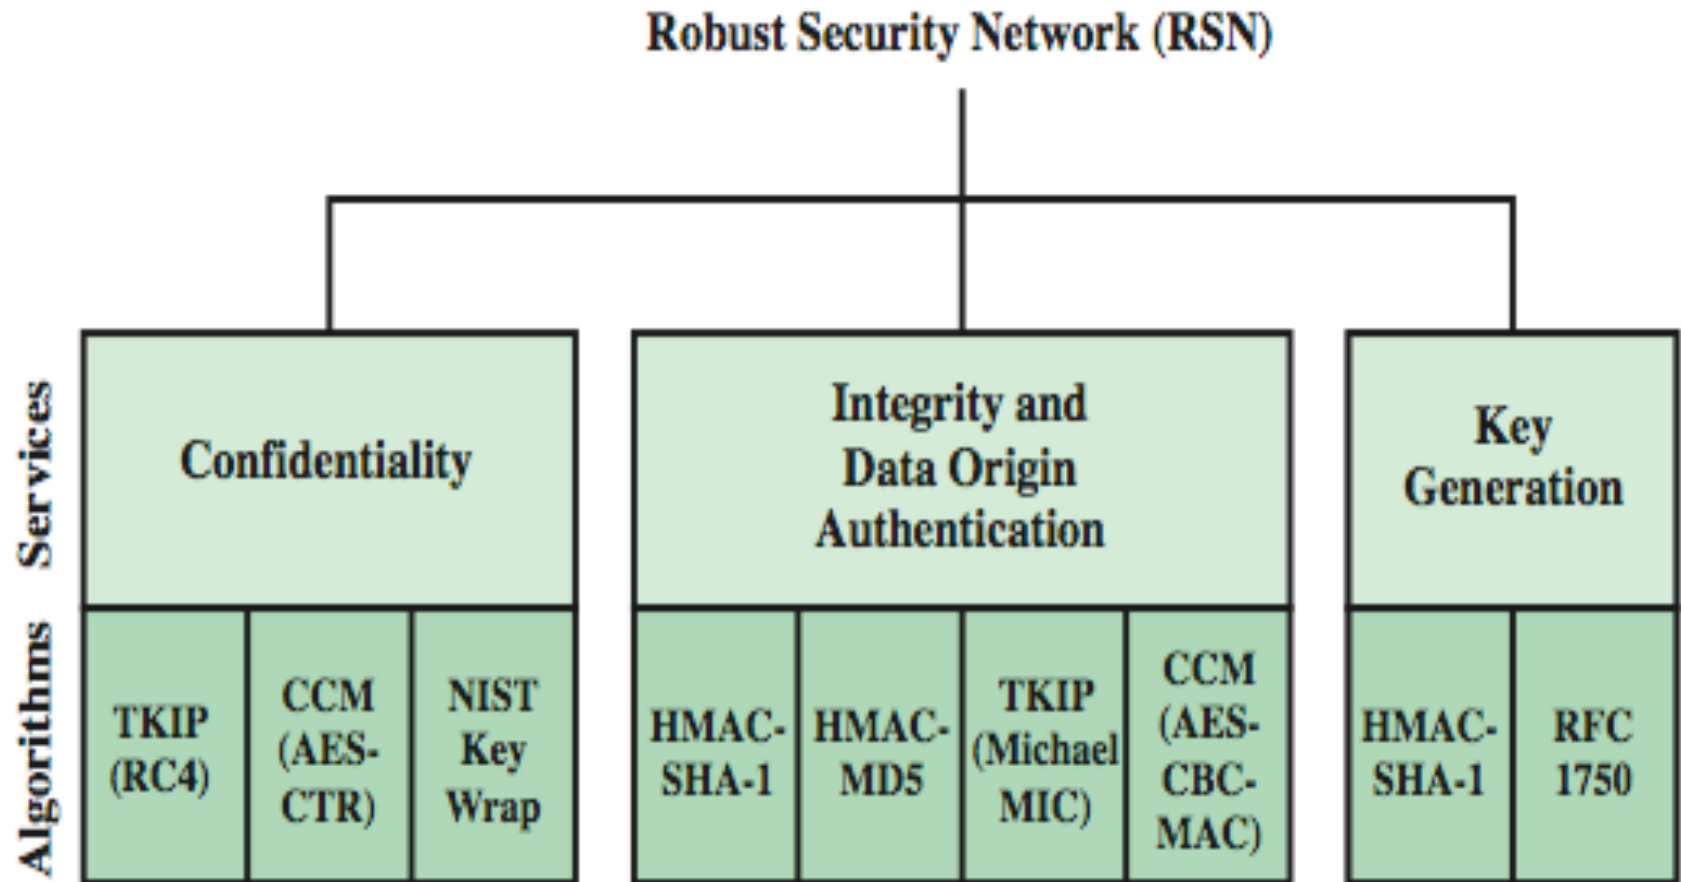 Robust Security Network (RSN)
Services
Confidentiality
Integrity and
Data Origin
Authentication
Key
Generation
Algorithms
TKIP
(RC4)
CCM
(AES-
CTR)
NIST
Key
Wrap
HMAC-
SHA-1
HMAC-
MD5
TKIP
(Michael
MIC)
CCM
(AES-
CBC-
MAC)
HMAC-
SHA-1
RFC
1750